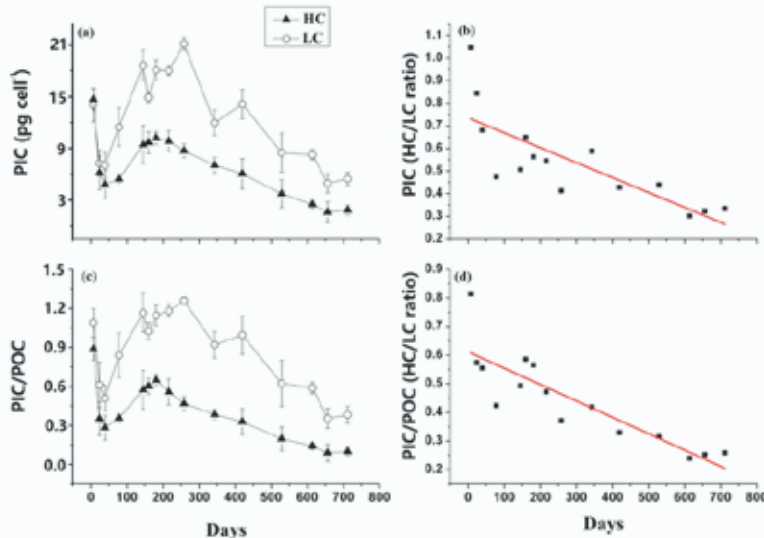 HC
LC
(a)
21
15
9
3
PIC (pg cell⁻)
(b)
1.1
1.0
0.9
0.8
0.7
0.6
0.5
0.4
0.3
0.2
PIC (HC/LC ratio)
(c)
1.5
1.2
0.9
0.6
0.3
0.0
PIC/POC
0 100 200 300 400 500 600 700 800
Days
(d)
0.9
0.8
0.7
0.6
0.5
0.4
0.3
0.2
PIC/POC (HC/LC ratio)
0 100 200 300 400 500 600 700 800
Days